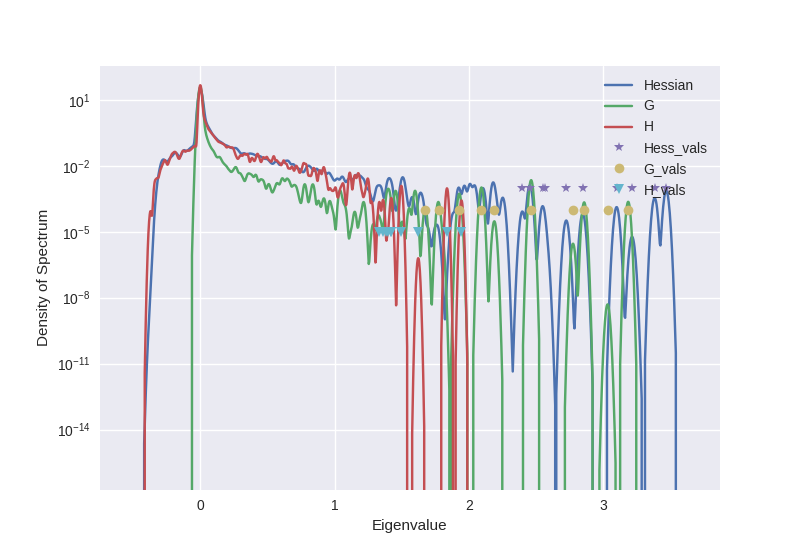 Hessian
G
H
Hess_vals
G_vals
H_vals
10^1
10^-2
10^-5
10^-8
10^-11
10^-14
Density of Spectrum
0 1 2 3
Eigenvalue